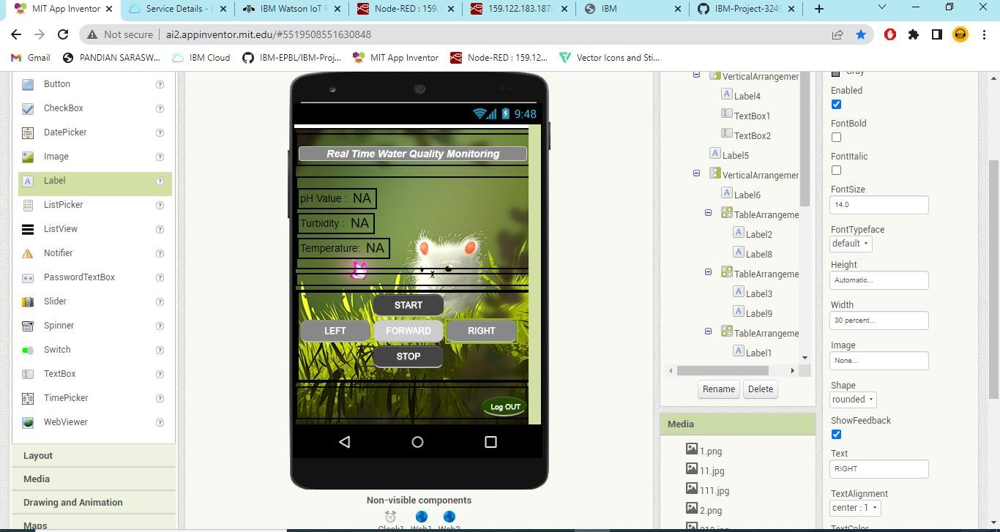 MIT App Inventor
Service Details -
IBM Watson IoT P
Node-RED : 159.1
159.122.183.187:
IBM
IBM-Project-3249
Not secure
ai2.appinventor.mit.edu/#5519508551630848
Gmail
PANDIAN SARASW...
IBM Cloud
IBM-EPBL/IBM-Proj...
MIT App Inventor
Node-RED : 159.12...
Vector Icons and Sti...
Button
CheckBox
DatePicker
Image
Label
ListPicker
ListView
Notifier
PasswordTextBox
Slider
Spinner
Switch
TextBox
TimePicker
WebViewer
Layout
Media
Drawing and Animation
Maps
9:48
Real Time Water Quality Monitoring
pH Value : NA
Turbidity : NA
Temperature: NA
START
LEFT FORWARD RIGHT
STOP
Log OUT
Non-visible components
Clock1 Web1 Web2
VerticalArrangemer
Label4
TextBox1
TextBox2
Label5
VerticalArrangemer
Label6
TableArrangeme
Label2
Label8
TableArrangeme
Label3
Label9
TableArrangeme
Label1
Rename Delete
Media
1.png
11.jpg
111.jpg
2.png
Gray
Enabled
FontBold
FontItalic
FontSize
14.0
FontTypeface
default
Height
Automatic...
Width
30 percent...
Image
None...
Shape
rounded
ShowFeedback
Text
RIGHT
TextAlignment
center : 1
TextColor